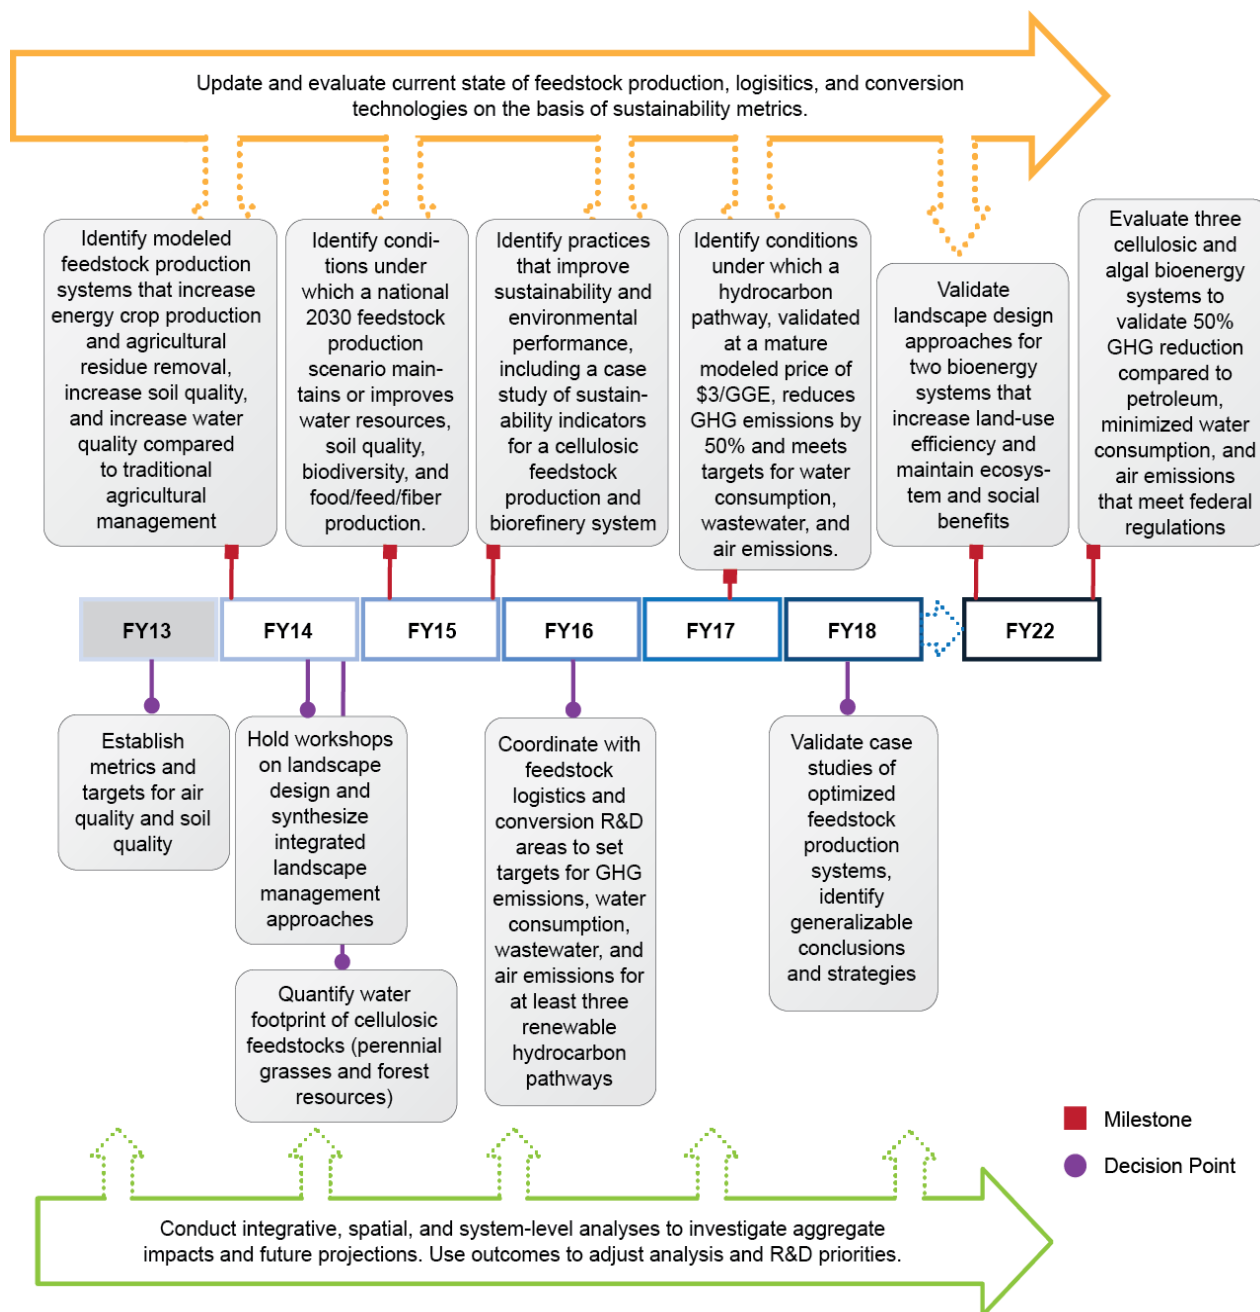 Update and evaluate current state of feedstock production, logisitics, and conversion
technologies on the basis of sustainability metrics.
Identify modeled
feedstock production
systems that increase
energy crop production
and agricultural
residue removal,
increase soil quality,
and increase water
quality compared
to traditional
agricultural
management
Identify condi-
tions under
which a national
2030 feedstock
production
scenario main-
tains or improves
water resources,
soil quality,
biodiversity, and
food/feed/fiber
production.
Identify practices
that improve
sustainability and
environmental
performance,
including a case
study of sustain-
ability indicators
for a cellulosic
feedstock
production and
biorefinery system
Identify conditions
under which a
hydrocarbon
pathway, validated
at a mature
modeled price of
$3/GGE, reduces
GHG emissions by
50% and meets
targets for water
consumption,
wastewater, and
air emissions.
Validate
landscape design
approaches for
two bioenergy
systems that
increase land-use
efficiency and
maintain ecosys-
tem and social
benefits
Evaluate three
cellulosic and
algal bioenergy
systems to
validate 50%
GHG reduction
compared to
petroleum,
minimized water
consumption, and
air emissions
that meet federal
regulations
FY13
FY14
FY15
FY16
FY17
FY18
FY22
Establish
metrics and
targets for air
quality and soil
quality
Hold workshops
on landscape
design and
synthesize
integrated
landscape
management
approaches
Quantify water
footprint of cellulosic
feedstocks (perennial
grasses and forest
resources)
Coordinate with
feedstock
logistics and
conversion R&D
areas to set
targets for GHG
emissions, water
consumption,
wastewater, and
air emissions for
at least three
renewable
hydrocarbon
pathways
Validate case
studies of
optimized
feedstock
production
systems,
identify
generalizable
conclusions
and strategies
Milestone
Decision Point
Conduct integrative, spatial, and system-level analyses to investigate aggregate
impacts and future projections. Use outcomes to adjust analysis and R&D priorities.